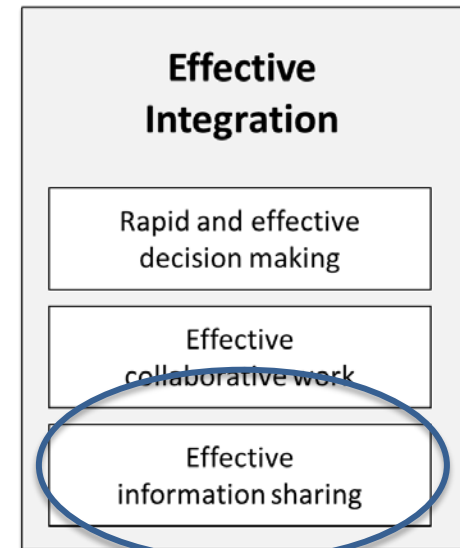 Effective
Integration
Rapid and effective
decision making
Effective
collaborative work
Effective
information sharing